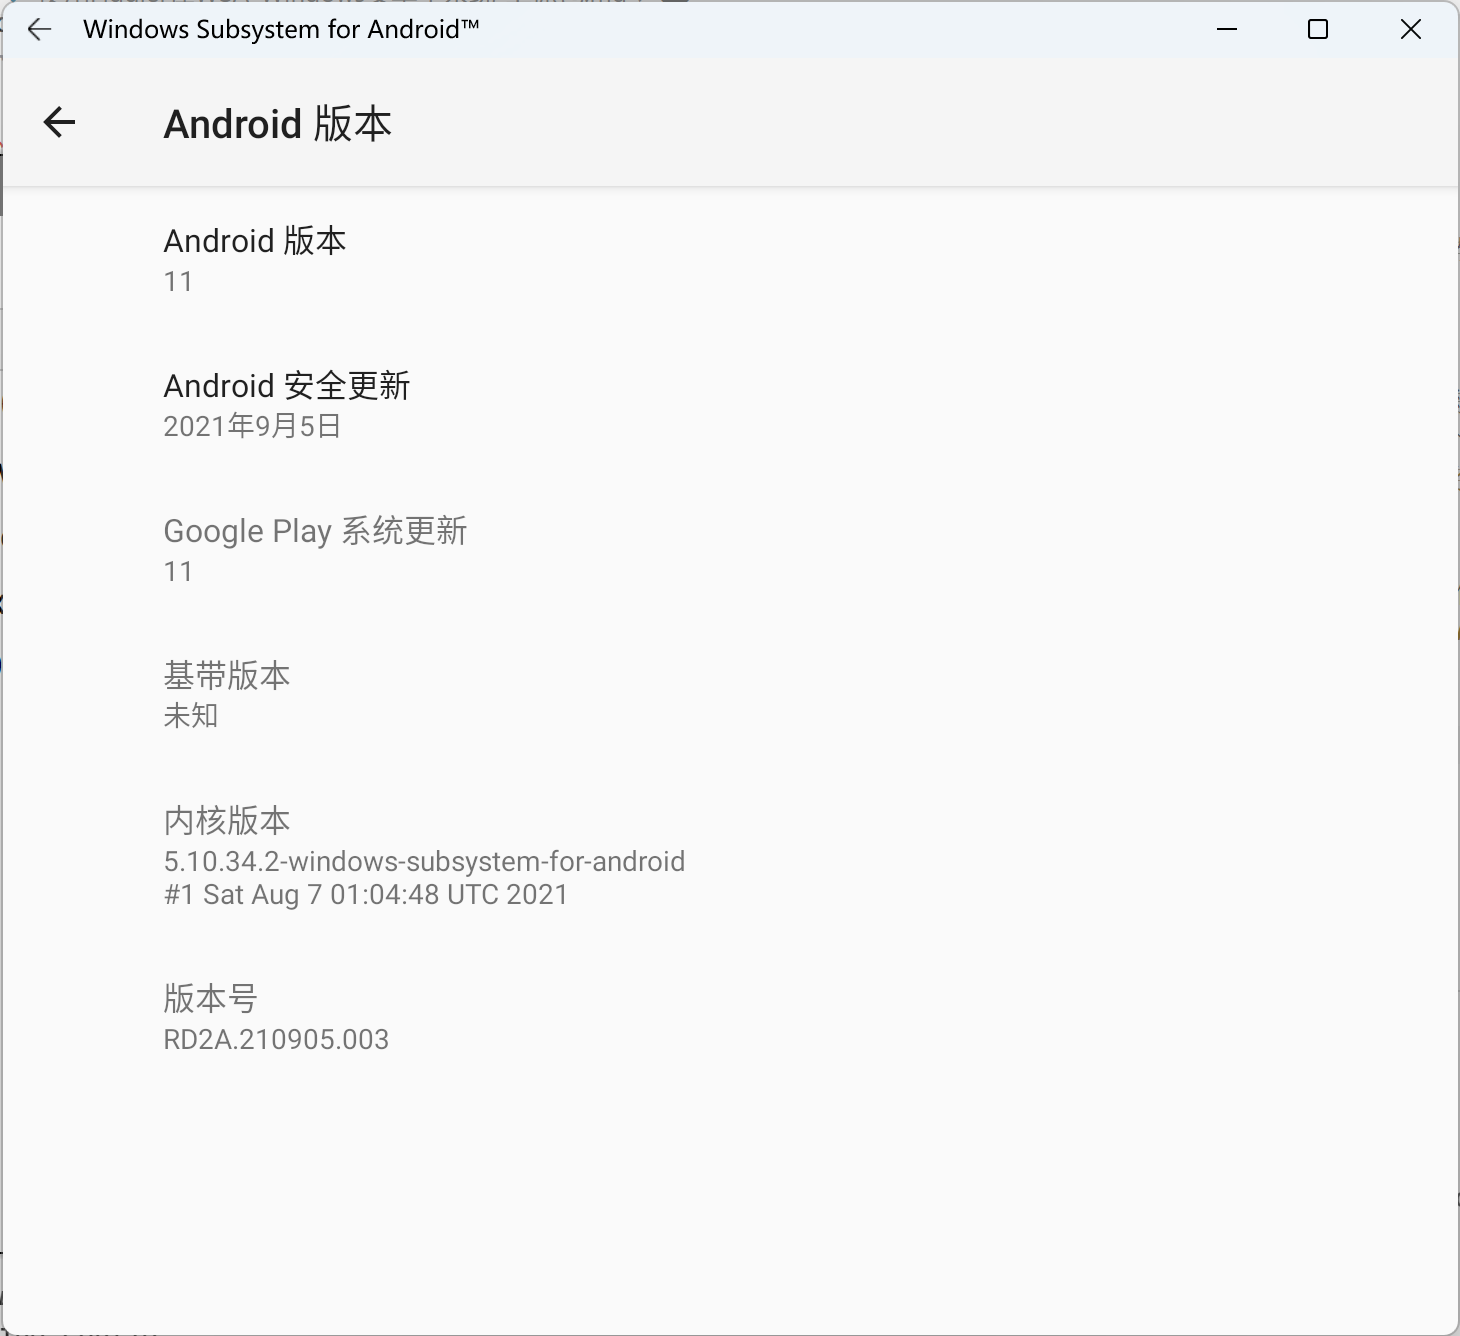 Windows Subsystem for Android™
Android 版本
Android 版本
11
Android 安全更新
2021年9月5日
Google Play 系统更新
11
基带版本
未知
内核版本
5.10.34.2-windows-subsystem-for-android
#1 Sat Aug 7 01:04:48 UTC 2021
版本号
RD2A.210905.003